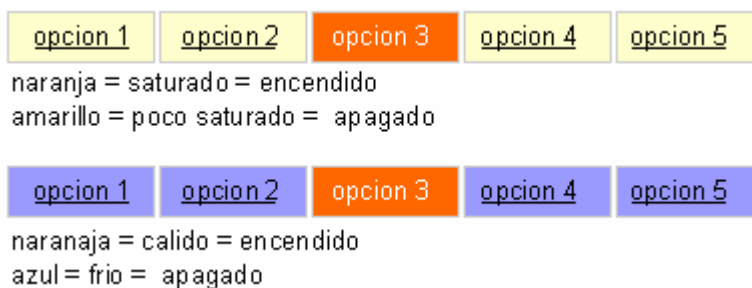 opcion 1 opcion 2 opcion 3 opcion 4 opcion 5
naranja = saturado = encendido
amarillo = poco saturado = apagado
opcion 1 opcion 2 opcion 3 opcion 4 opcion 5
naranaja = calido = encendido
azul = frio = apagado